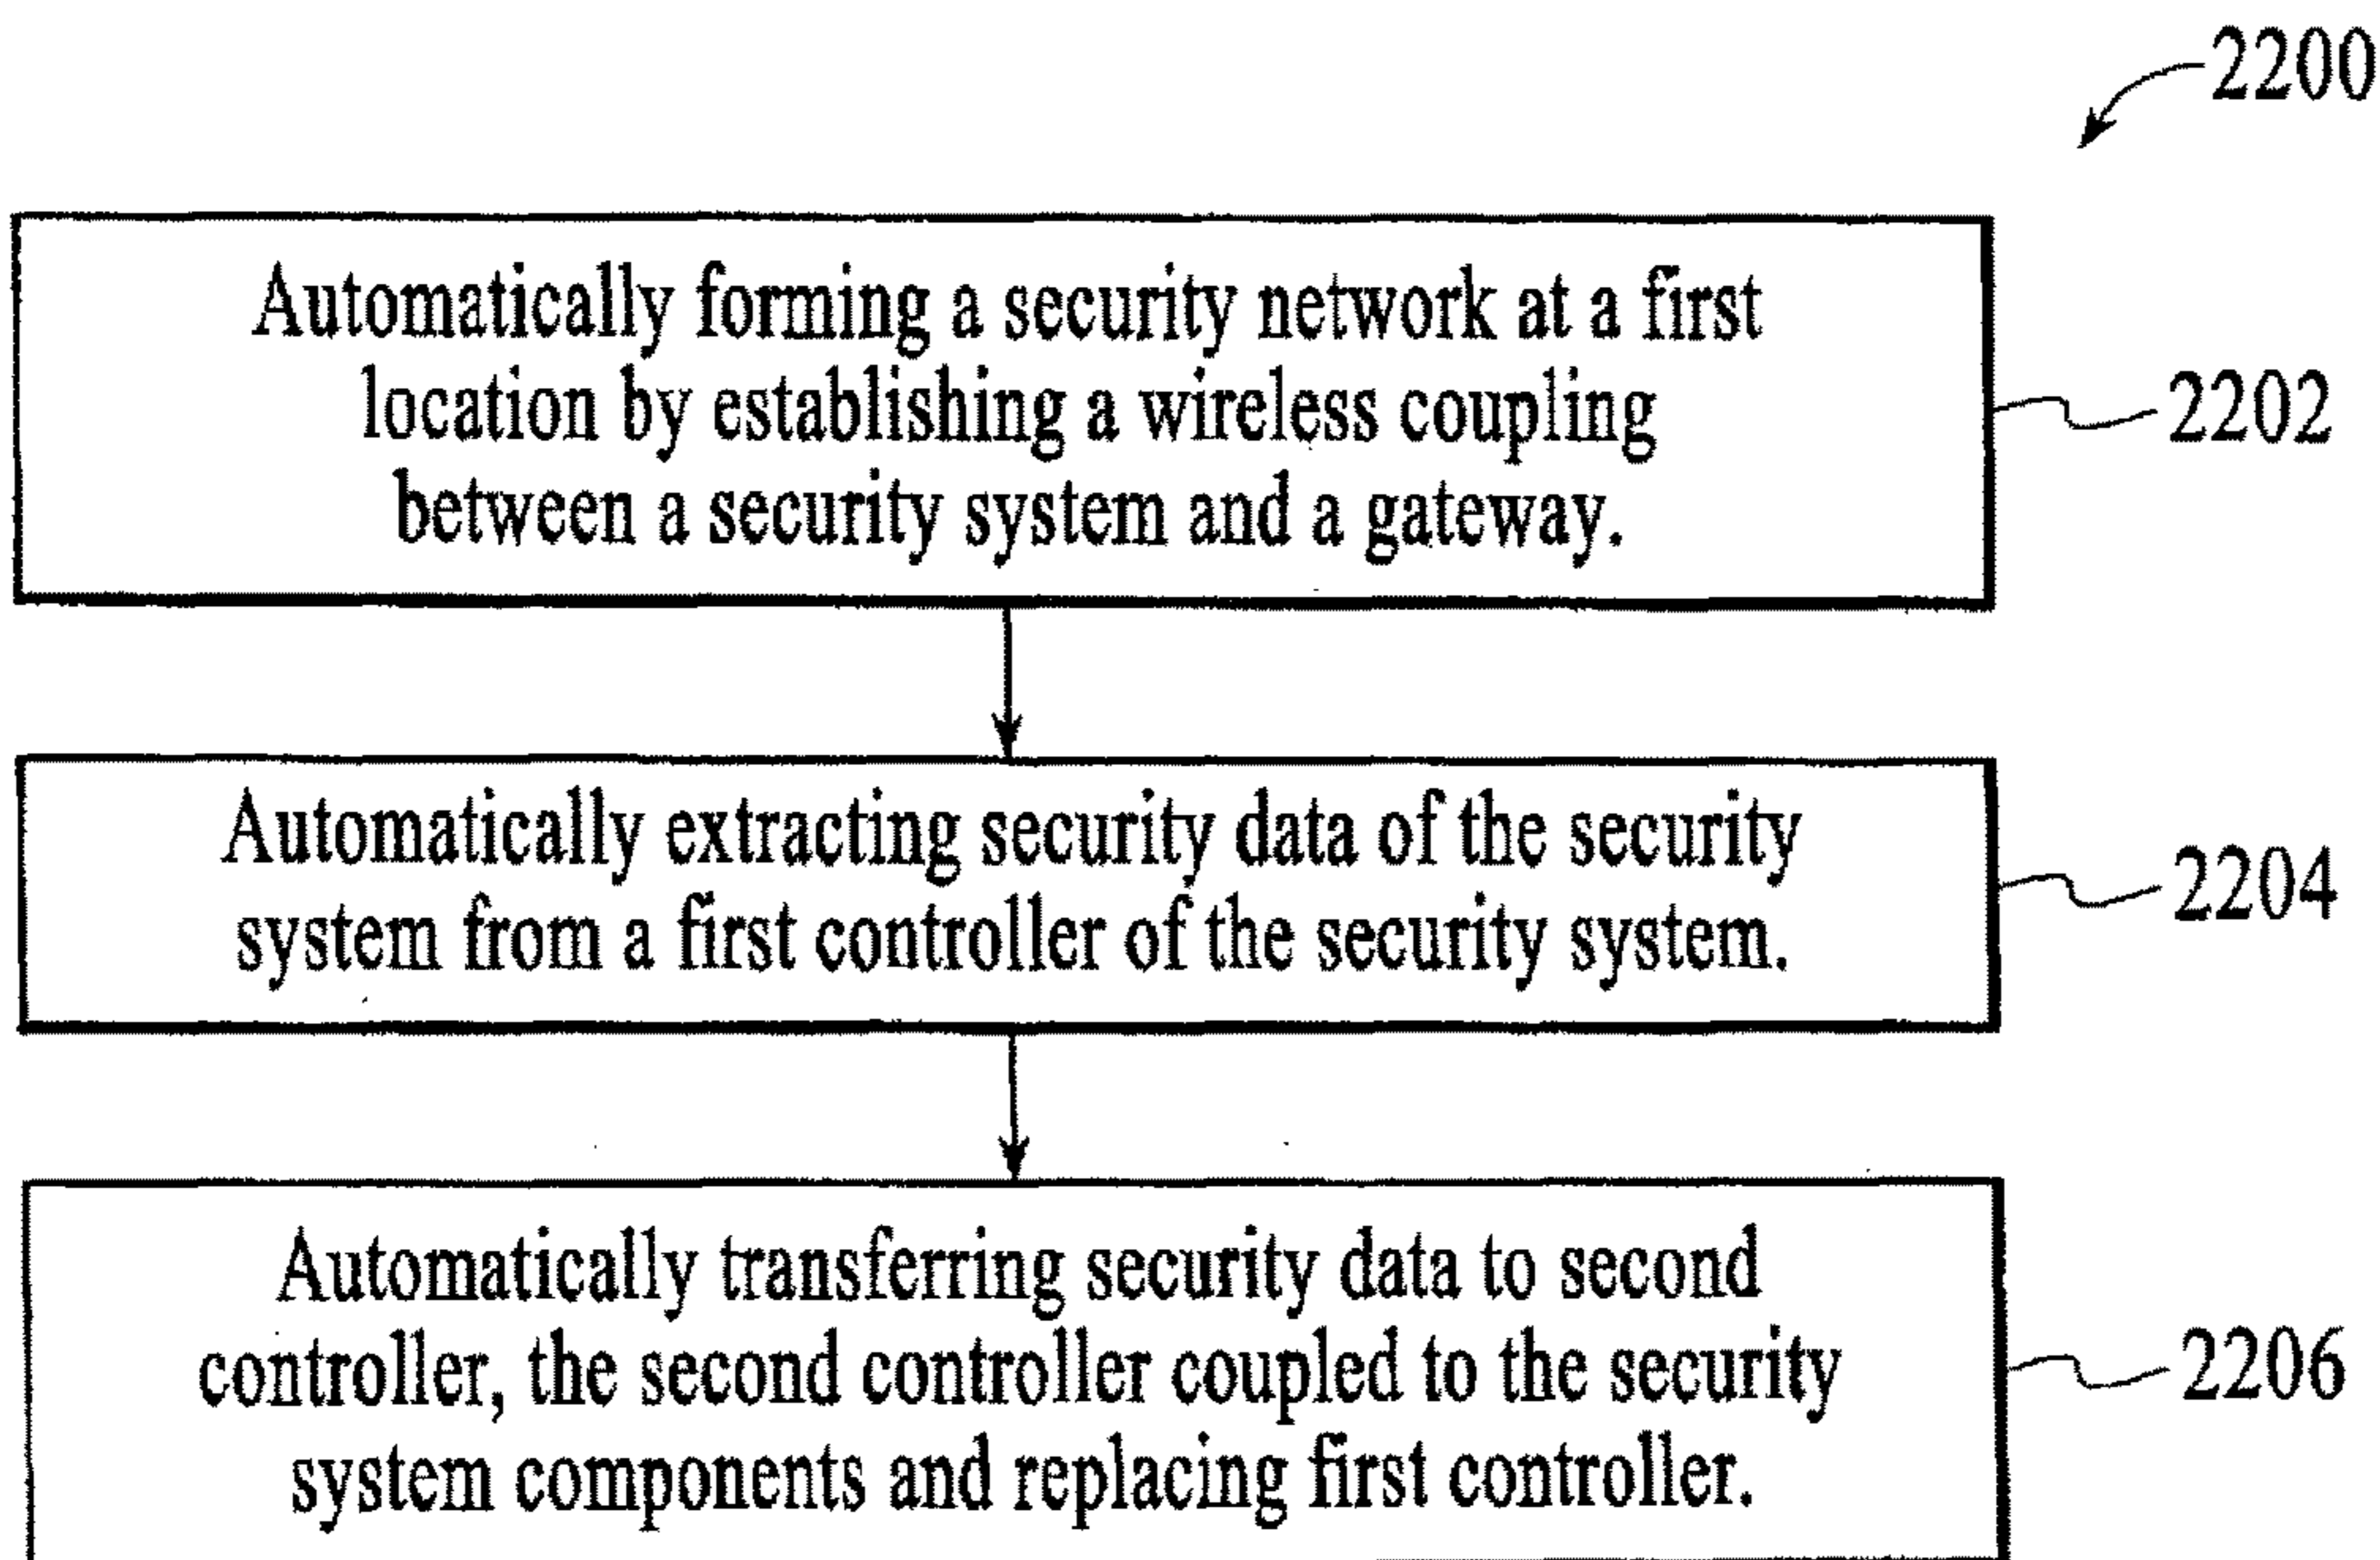 2200
Automatically forming a security network at a first
location by establishing a wireless coupling
between a security system and a gateway.
2202
Automatically extracting security data of the security
system from a first controller of the security system.
2204
Automatically transferring security data to second
controller, the second controller coupled to the security
system components and replacing first controller.
2206